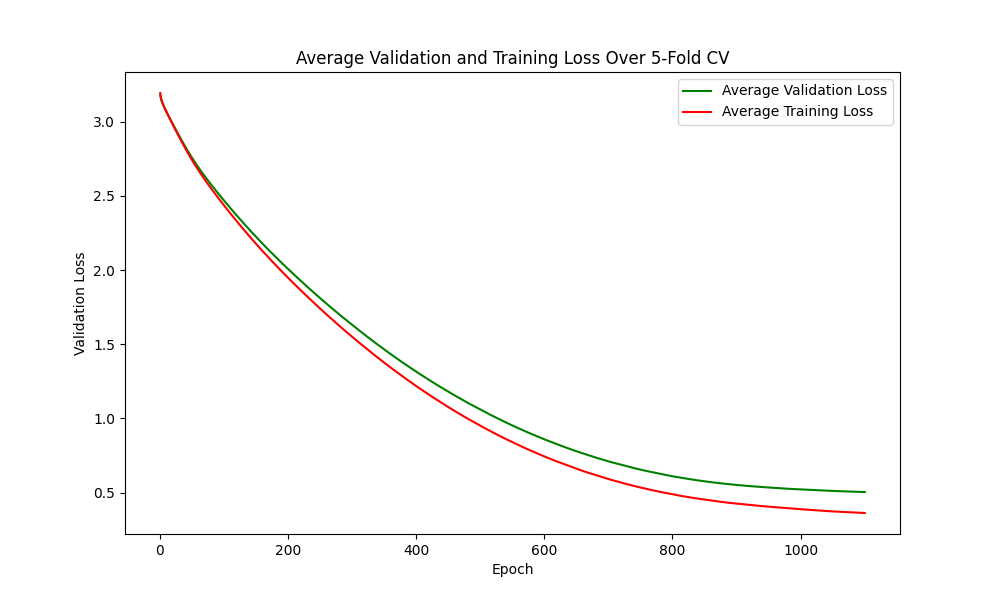 Average Validation and Training Loss Over 5-Fold CV
Average Validation Loss
Average Training Loss
Validation Loss
3.0
2.5
2.0
1.5
1.0
0.5
0 200 400 600 800 1000
Epoch